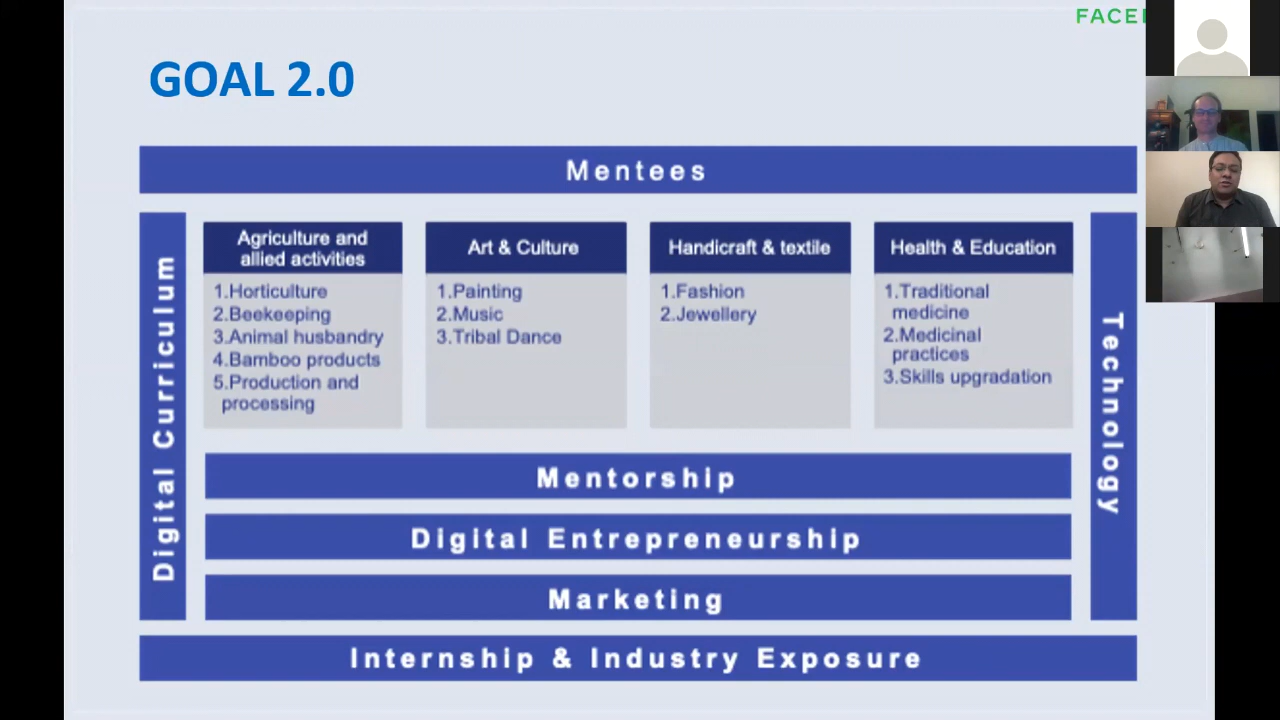 FACE
GOAL 2.0
Mentees
Digital Curriculum
Agriculture and
allied activities
1.Horticulture
2.Beekeeping
3.Animal husbandry
4.Bamboo products
5.Production and
processing
Art & Culture
1.Painting
2.Music
3.Tribal Dance
Handicraft & textile
1.Fashion
2.Jewellery
Health & Education
1.Traditional
medicine
2.Medicinal
practices
3.Skills upgradation
Technology
Mentorship
Digital Entrepreneurship
Marketing
Internship & Industry Exposure